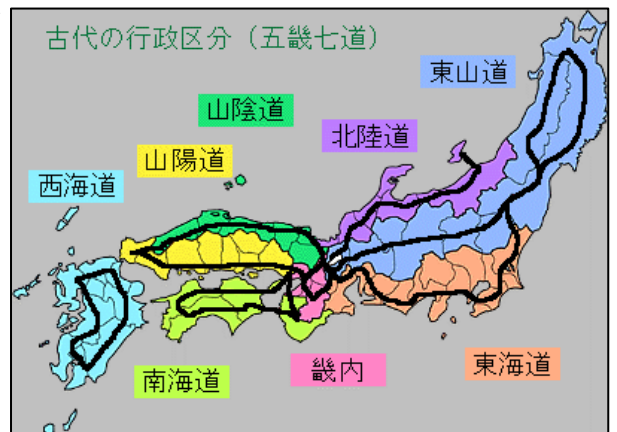 古代の行政区分（五畿七道）
東山道
山陰道
北陸道
山陽道
西海道
南海道
畿内
東海道